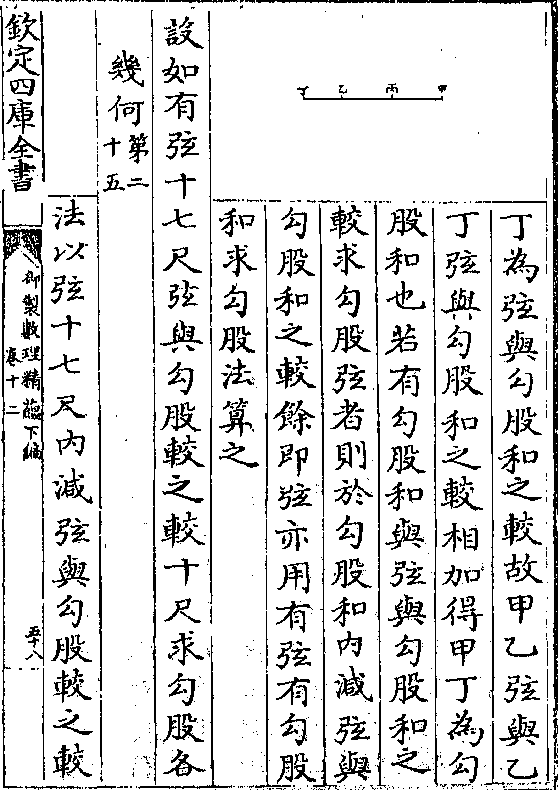 丁乙丙甲
丁為弦與勾股和之較故甲乙弦與乙
丁弦與勾股和之較相加得甲丁為勾
股和也若有勾股和與弦與勾股和之
較求勾股弦者則於勾股和內減弦與
勾股和之較餘即弦亦用有弦有勾股
和求勾股法算之
設如有弦十七尺弦與勾股較之較十尺求勾股各
幾何第二十五
法以弦十七尺內減弦與勾股較之較
欽定四庫全書
御製數理精蘊下編
卷十二
五十八